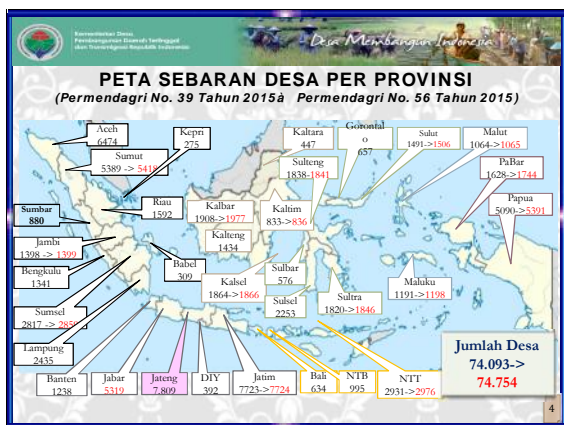 Kementerian Desa,
Pembangunan Daerah Tertinggal
dan Transmigrasi Republik Indonesia
Desa Membangun Indonesia
PETA SEBARAN DESA PER PROVINSI
(Permendagri No. 39 Tahun 2015à Permendagri No. 56 Tahun 2015)
Aceh
6474
Kepri
275
Kaltara
447
Gorontal
o
657
Sulut
1491->1506
Malut
1064->1065
Sumut
5389 -> 5418
Sulteng
1838-1841
PaBar
1628->1744
Riau
1592
Kalbar
1908->1977
Kaltim
833->836
Papua
5090->5391
Sumbar
880
Kalteng
1434
Jambi
1398 -> 1399
Babel
309
Sulbar
576
Bengkulu
1341
Kalsel
1864->1866
Maluku
1191->1198
Sumsel
2817 ->
Sulsel
2253
Sultra
1820->1846
Lampung
2435
Jumlah Desa
74.093->
74.754
Banten
1238
Jabar
5319
Jateng
7.809
DIY
392
Jatim
7723->7724
Bali
634
NTB
995
NTT
2931->2976
4